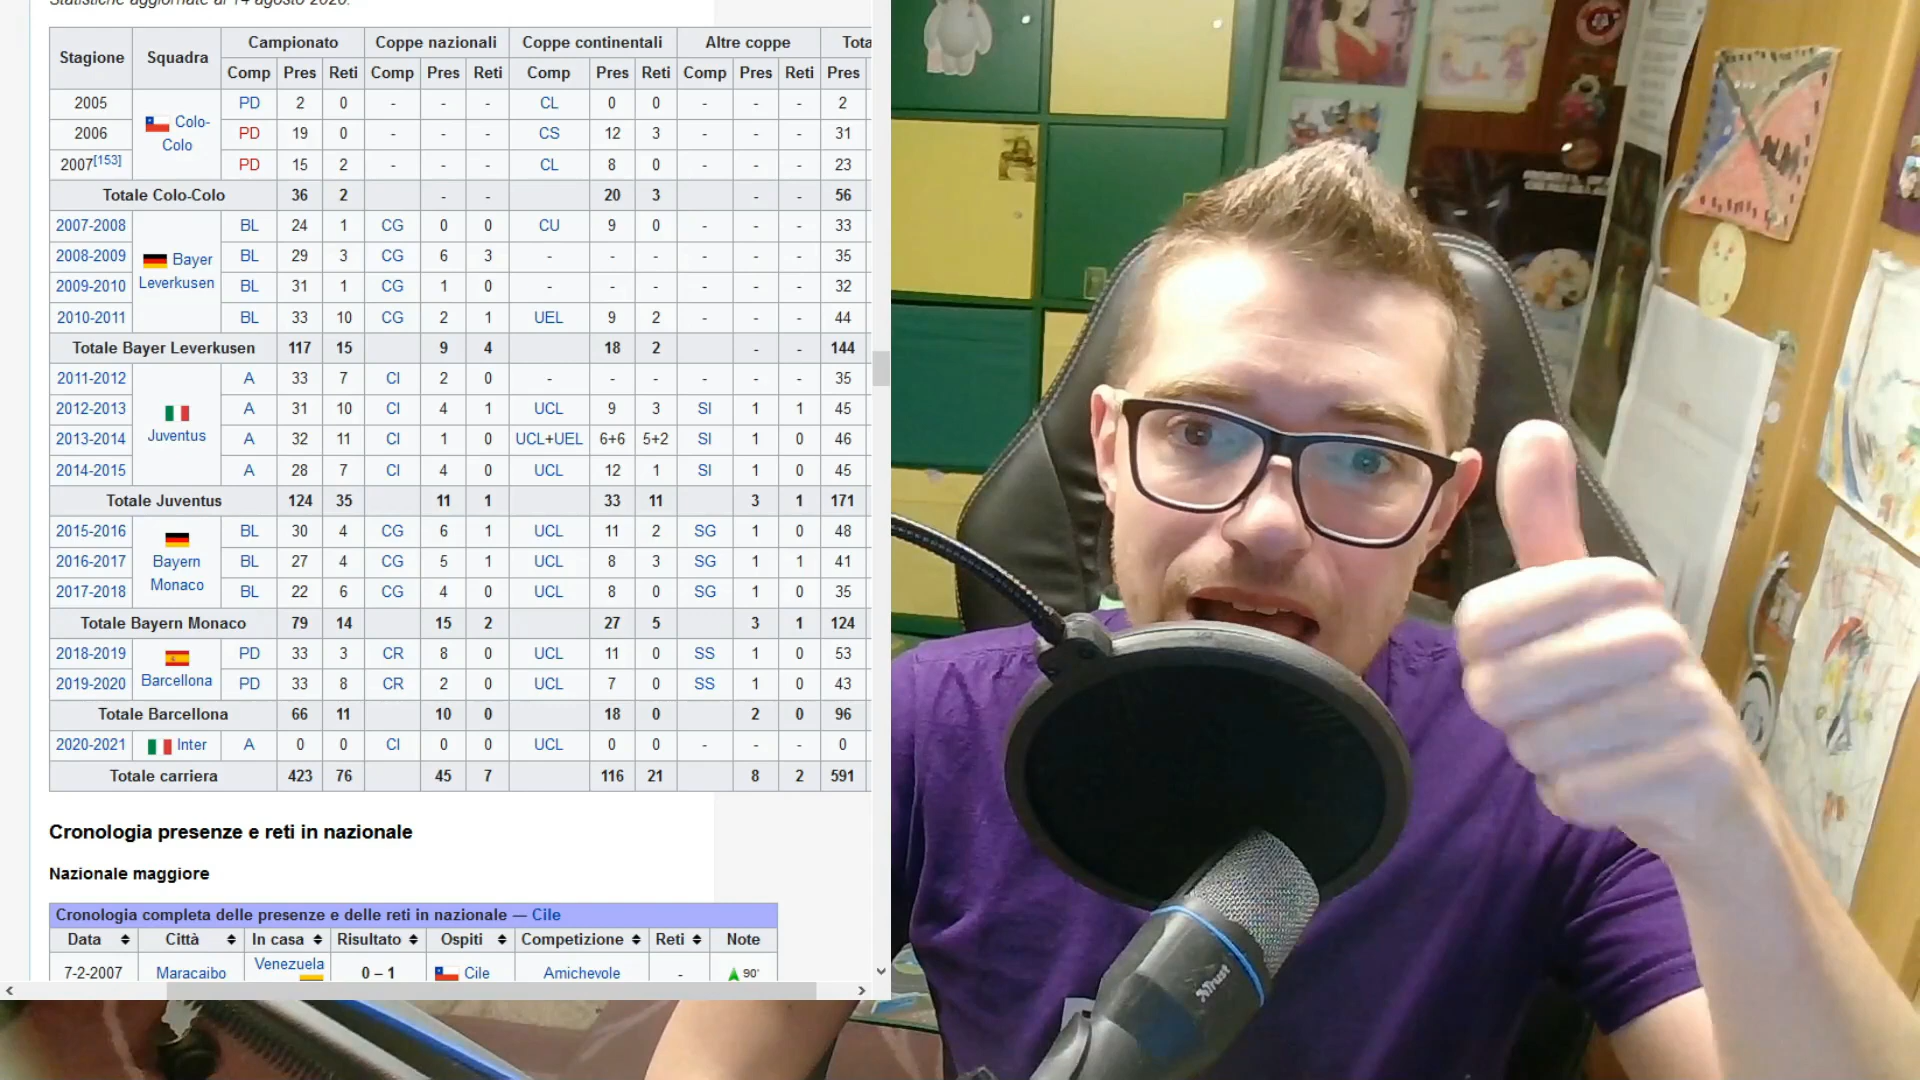 Statistiche aggiornate al 14 agosto 2020.
Stagione Squadra Campionato Coppe nazionali Coppe continentali Altre coppe Tota
Comp Pres Reti Comp Pres Reti Comp Pres Reti Comp Pres Reti Pres
2005 Colo-Colo PD 2 0 - - - CL 0 0 - - - 2
2006 PD 19 0 - - - CS 12 3 - - - 31
2007[153] PD 15 2 - - - CL 8 0 - - - 23
Totale Colo-Colo 36 2 - - 20 3 - - 56
2007-2008 Bayer Leverkusen BL 24 1 CG 0 0 CU 9 0 - - - 33
2008-2009 BL 29 3 CG 6 3 - - - - - - 35
2009-2010 BL 31 1 CG 1 0 - - - - - - 32
2010-2011 BL 33 10 CG 2 1 UEL 9 2 - - - 44
Totale Bayer Leverkusen 117 15 9 4 18 2 - - 144
2011-2012 Juventus A 33 7 CI 2 0 - - - - - - 35
2012-2013 A 31 10 CI 4 1 UCL 9 3 SI 1 1 45
2013-2014 A 32 11 CI 1 0 UCL+UEL 6+6 5+2 SI 1 0 46
2014-2015 A 28 7 CI 4 0 UCL 12 1 SI 1 0 45
Totale Juventus 124 35 11 1 33 11 3 1 171
2015-2016 Bayern Monaco BL 30 4 CG 6 1 UCL 11 2 SG 1 0 48
2016-2017 BL 27 4 CG 5 1 UCL 8 3 SG 1 1 41
2017-2018 BL 22 6 CG 4 0 UCL 8 0 SG 1 0 35
Totale Bayern Monaco 79 14 15 2 27 5 3 1 124
2018-2019 Barcellona PD 33 3 CR 8 0 UCL 11 0 SS 1 0 53
2019-2020 PD 33 8 CR 2 0 UCL 7 0 SS 1 0 43
Totale Barcellona 66 11 10 0 18 0 2 0 96
2020-2021 Inter A 0 0 CI 0 0 UCL 0 0 - - - 0
Totale carriera 423 76 45 7 116 21 8 2 591
Cronologia presenze e reti in nazionale
Nazionale maggiore
Cronologia completa delle presenze e delle reti in nazionale — Cile
Data Città In casa Risultato Ospiti Competizione Reti Note
7-2-2007 Maracaibo Venezuela 0 – 1 Cile Amichevole - 90'
Trust